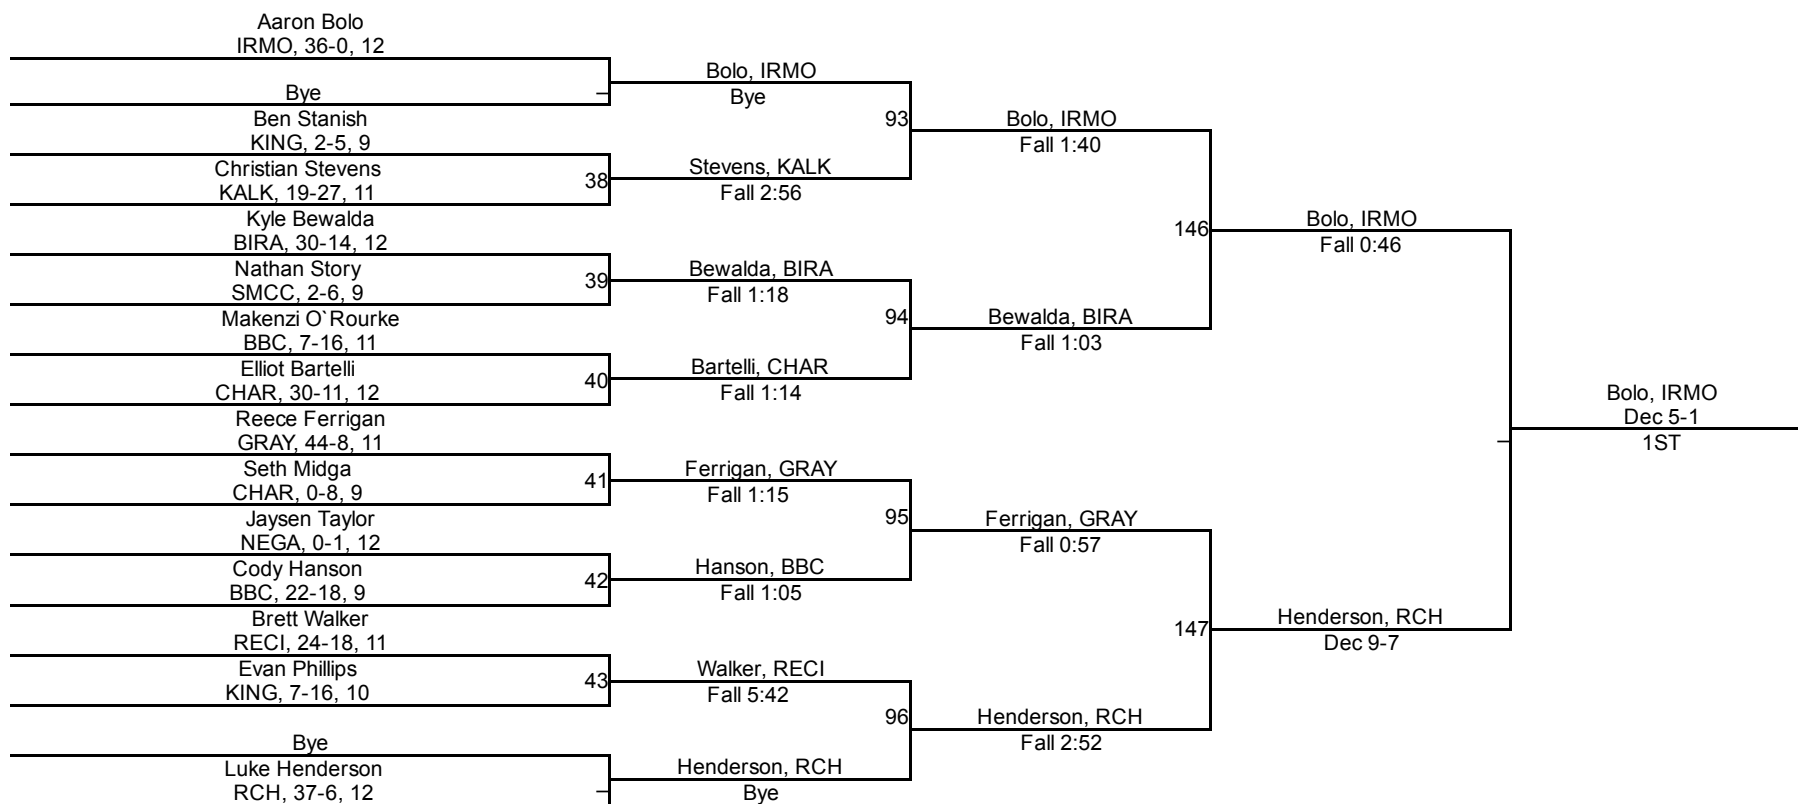 Aaron Bolo
IRMO, 36-0, 12
Bye
Ben Stanish
KING, 2-5, 9
Christian Stevens
KALK, 19-27, 11
Kyle Bewalda
BIRA, 30-14, 12
Nathan Story
SMCC, 2-6, 9
Makenzi O`Rourke
BBC, 7-16, 11
Elliot Bartelli
CHAR, 30-11, 12
Reece Ferrigan
GRAY, 44-8, 11
Seth Midga
CHAR, 0-8, 9
Jaysen Taylor
NEGA, 0-1, 12
Cody Hanson
BBC, 22-18, 9
Brett Walker
RECI, 24-18, 11
Evan Phillips
KING, 7-16, 10
Bye
Luke Henderson
RCH, 37-6, 12
38
39
40
41
42
43
Bolo, IRMO
Bye
Stevens, KALK
Fall 2:56
Bewalda, BIRA
Fall 1:18
Bartelli, CHAR
Fall 1:14
Ferrigan, GRAY
Fall 1:15
Hanson, BBC
Fall 1:05
Walker, RECI
Fall 5:42
Henderson, RCH
Bye
93
94
95
96
Bolo, IRMO
Fall 1:40
Bewalda, BIRA
Fall 1:03
Ferrigan, GRAY
Fall 0:57
Henderson, RCH
Fall 2:52
146
147
Bolo, IRMO
Fall 0:46
Henderson, RCH
Dec 9-7
Bolo, IRMO
Dec 5-1
1ST